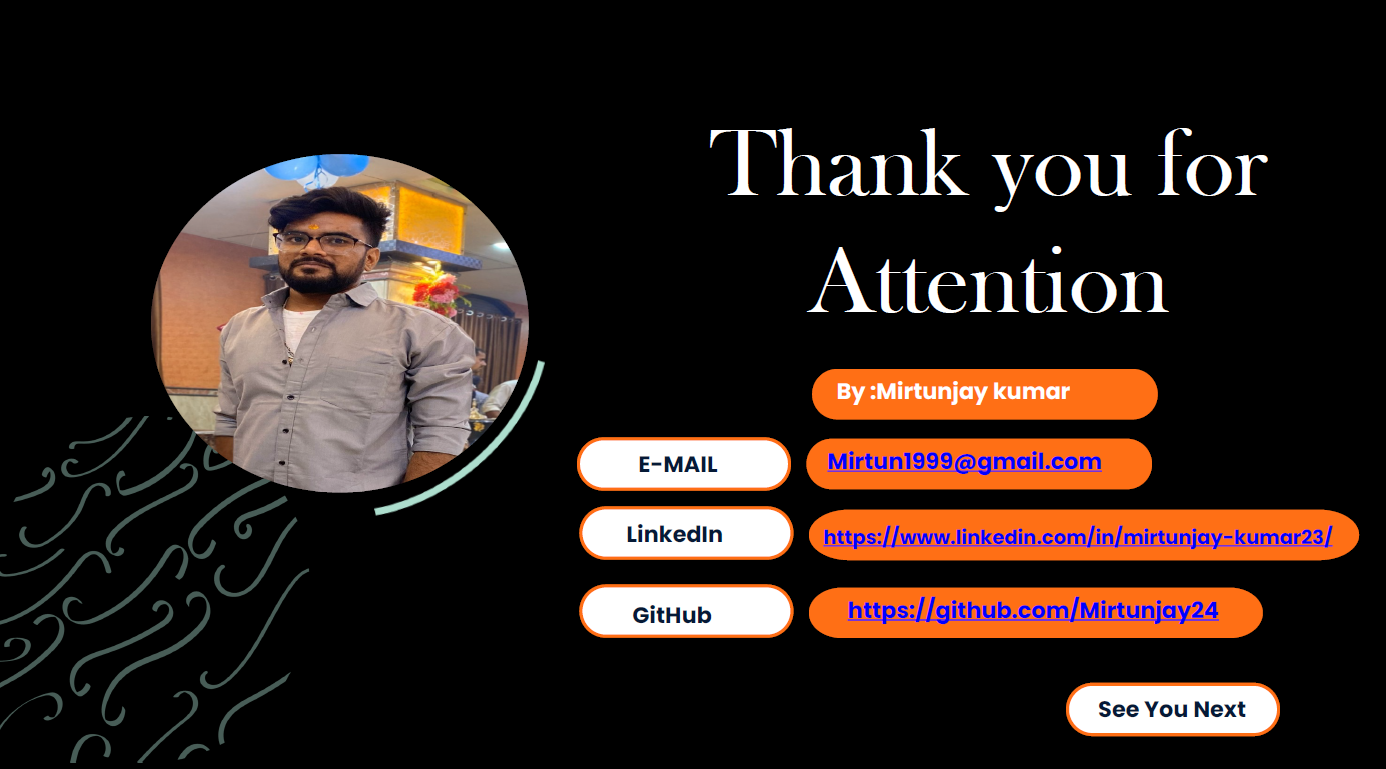 Thank you for
Attention
By :Mirtunjay kumar
E-MAIL
Mirtun1999@gmail.com
LinkedIn
https://www.linkedin.com/in/mirtunjay-kumar23/
GitHub
https://github.com/Mirtunjay24
See You Next